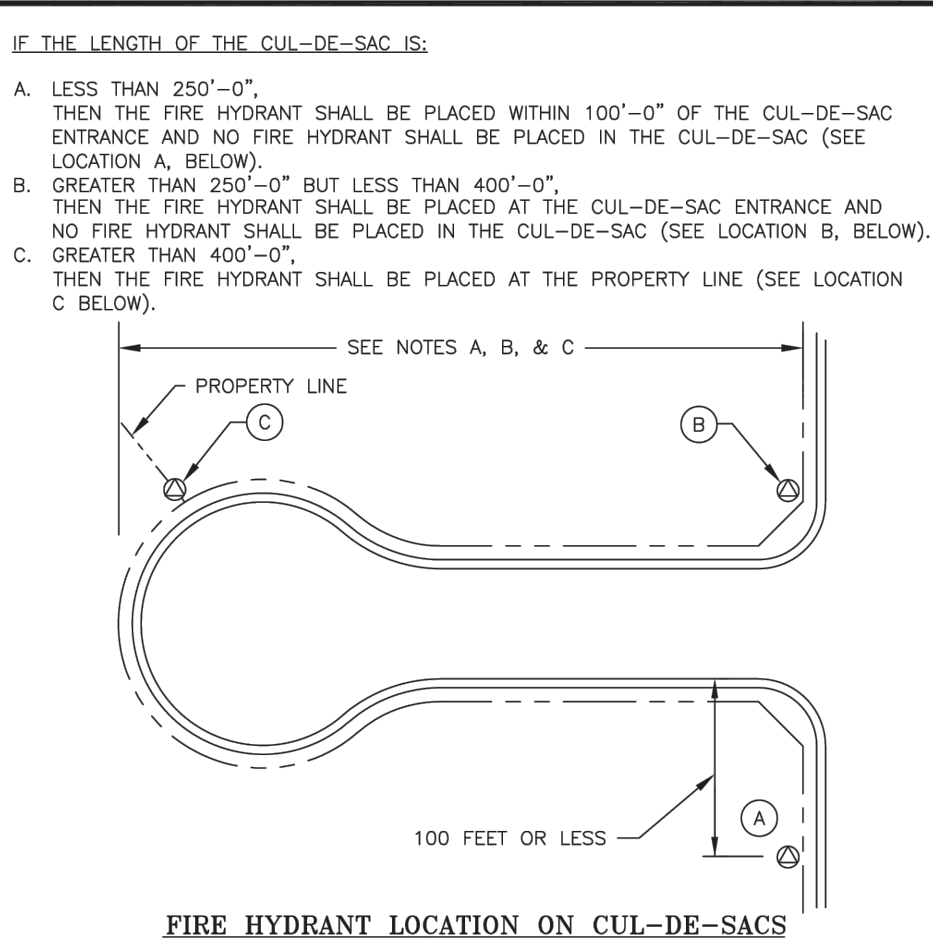 IF THE LENGTH OF THE CUL-DE-SAC IS:
A. LESS THAN 250'-0",
THEN THE FIRE HYDRANT SHALL BE PLACED WITHIN 100'-0" OF THE CUL-DE-SAC
ENTRANCE AND NO FIRE HYDRANT SHALL BE PLACED IN THE CUL-DE-SAC (SEE
LOCATION A, BELOW).
B. GREATER THAN 250'-0" BUT LESS THAN 400'-0",
THEN THE FIRE HYDRANT SHALL BE PLACED AT THE CUL-DE-SAC ENTRANCE AND
NO FIRE HYDRANT SHALL BE PLACED IN THE CUL-DE-SAC (SEE LOCATION B, BELOW).
C. GREATER THAN 400'-0",
THEN THE FIRE HYDRANT SHALL BE PLACED AT THE PROPERTY LINE (SEE LOCATION
C BELOW).
SEE NOTES A, B, & C
PROPERTY LINE
C
B
A
100 FEET OR LESS
FIRE HYDRANT LOCATION ON CUL-DE-SACS